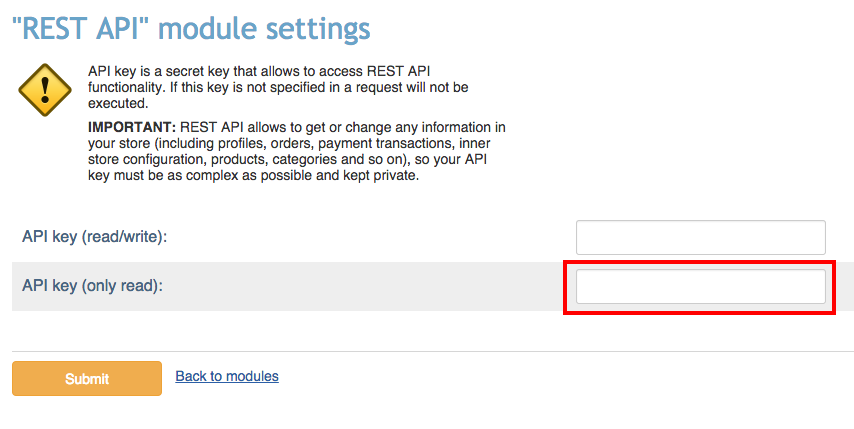 "REST API" module settings
API key is a secret key that allows to access REST API
functionality. If this key is not specified in a request will not be
executed.
IMPORTANT: REST API allows to get or change any information in
your store (including profiles, orders, payment transactions, inner
store configuration, products, categories and so on), so your API
key must be as complex as possible and kept private.
API key (read/write):
API key (only read):
Submit
Back to modules